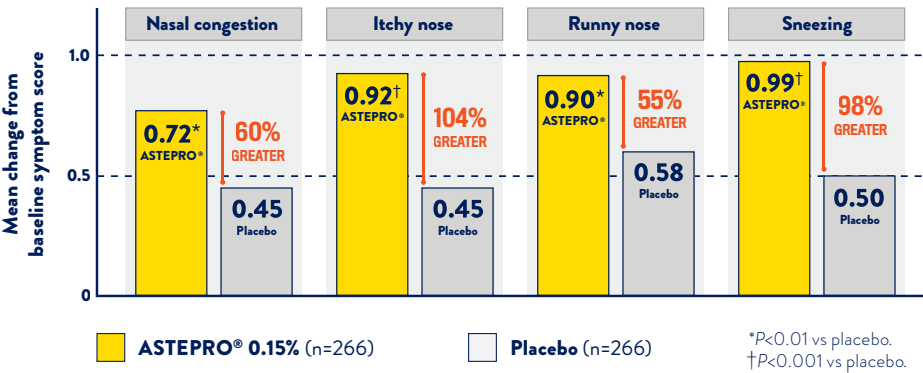 Nasal congestion
Itchy nose
Runny nose
Sneezing
Mean change from
baseline symptom score
1.0
0.5
0
0.72*
ASTEPRO®
60%
GREATER
0.45
Placebo
0.92†
ASTEPRO®
104%
GREATER
0.45
Placebo
0.90*
ASTEPRO®
55%
GREATER
0.58
Placebo
0.99†
ASTEPRO®
98%
GREATER
0.50
Placebo
ASTEPRO® 0.15% (n=266)
Placebo (n=266)
*P<0.01 vs placebo.
†P<0.001 vs placebo.